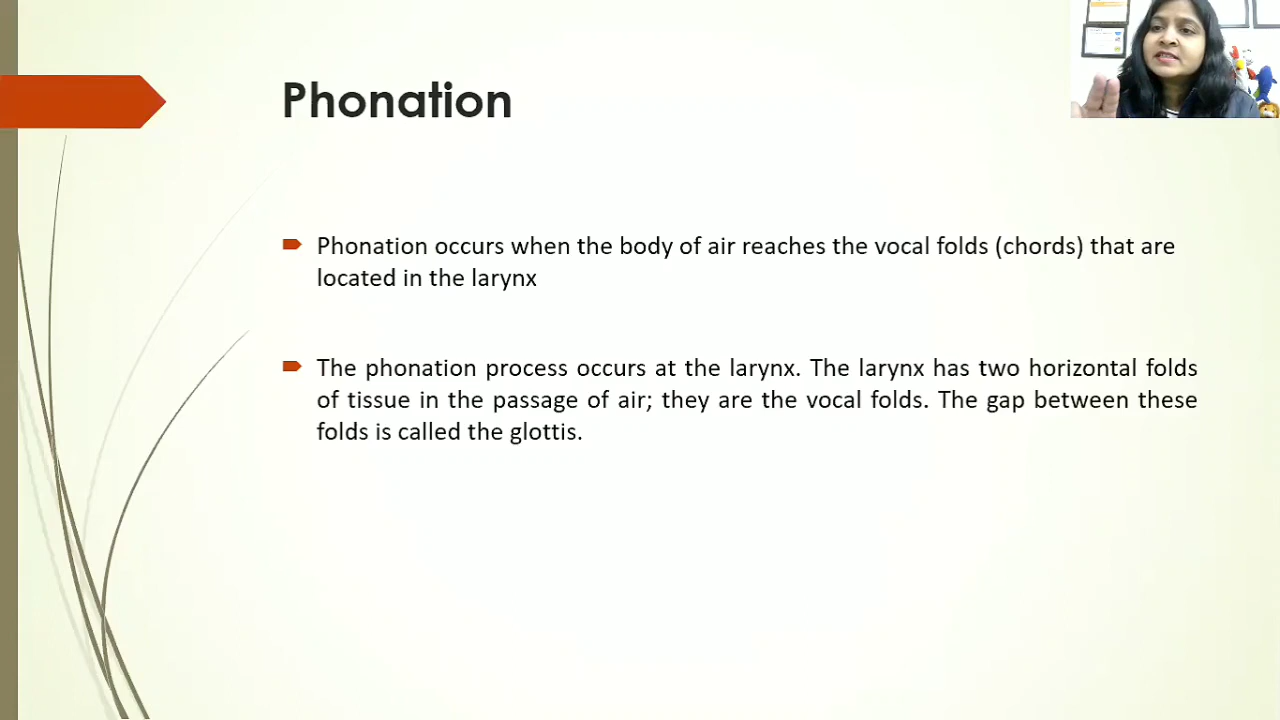 Phonation
Phonation occurs when the body of air reaches the vocal folds (chords) that are
located in the larynx
The phonation process occurs at the larynx. The larynx has two horizontal folds
of tissue in the passage of air; they are the vocal folds. The gap between these
folds is called the glottis.